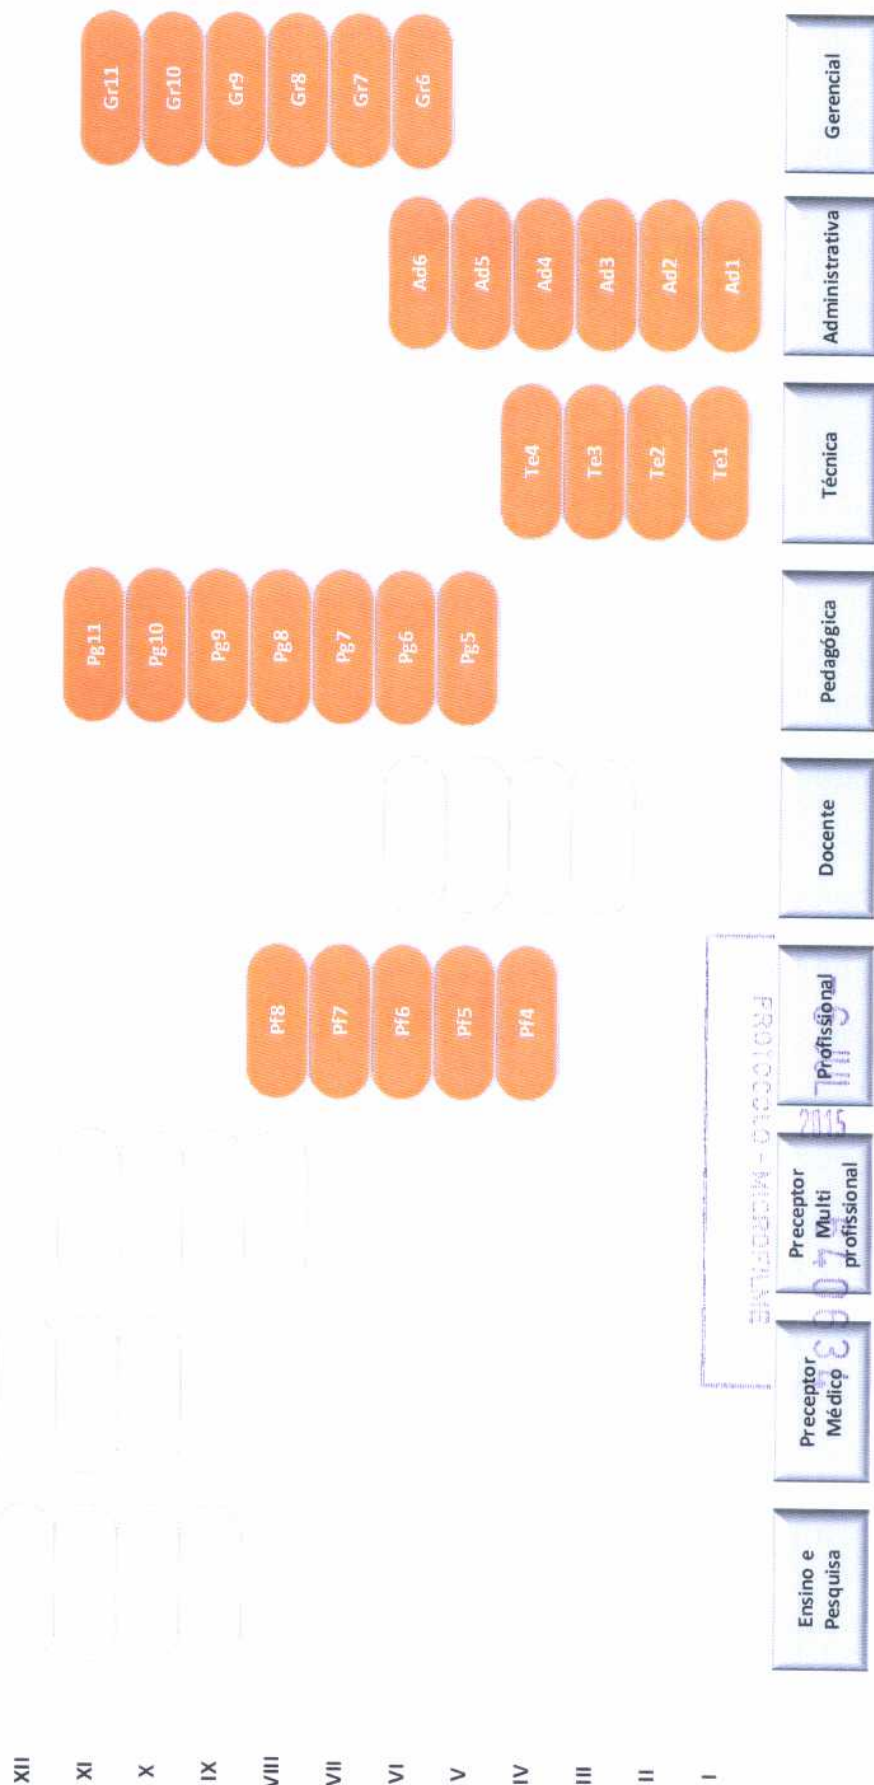 XII
XI
X
IX
VIII
VII
VI
V
IV
III
II
I
Pf8
Pf7
Pf6
Pf5
Pf4
Pg11
Pg10
Pg9
Pg8
Pg7
Pg6
Pg5
Te4
Te3
Te2
Te1
Ad6
Ad5
Ad4
Ad3
Ad2
Ad1
Gr11
Gr10
Gr9
Gr8
Gr7
Gr6
Ensino e
Pesquisa
Preceptor
Médico
Preceptor
Multi
profissional
Profissional
Docente
Pedagógica
Técnica
Administrativa
Gerencial
PROTOCOLO - MICROFILME
JUL 2015